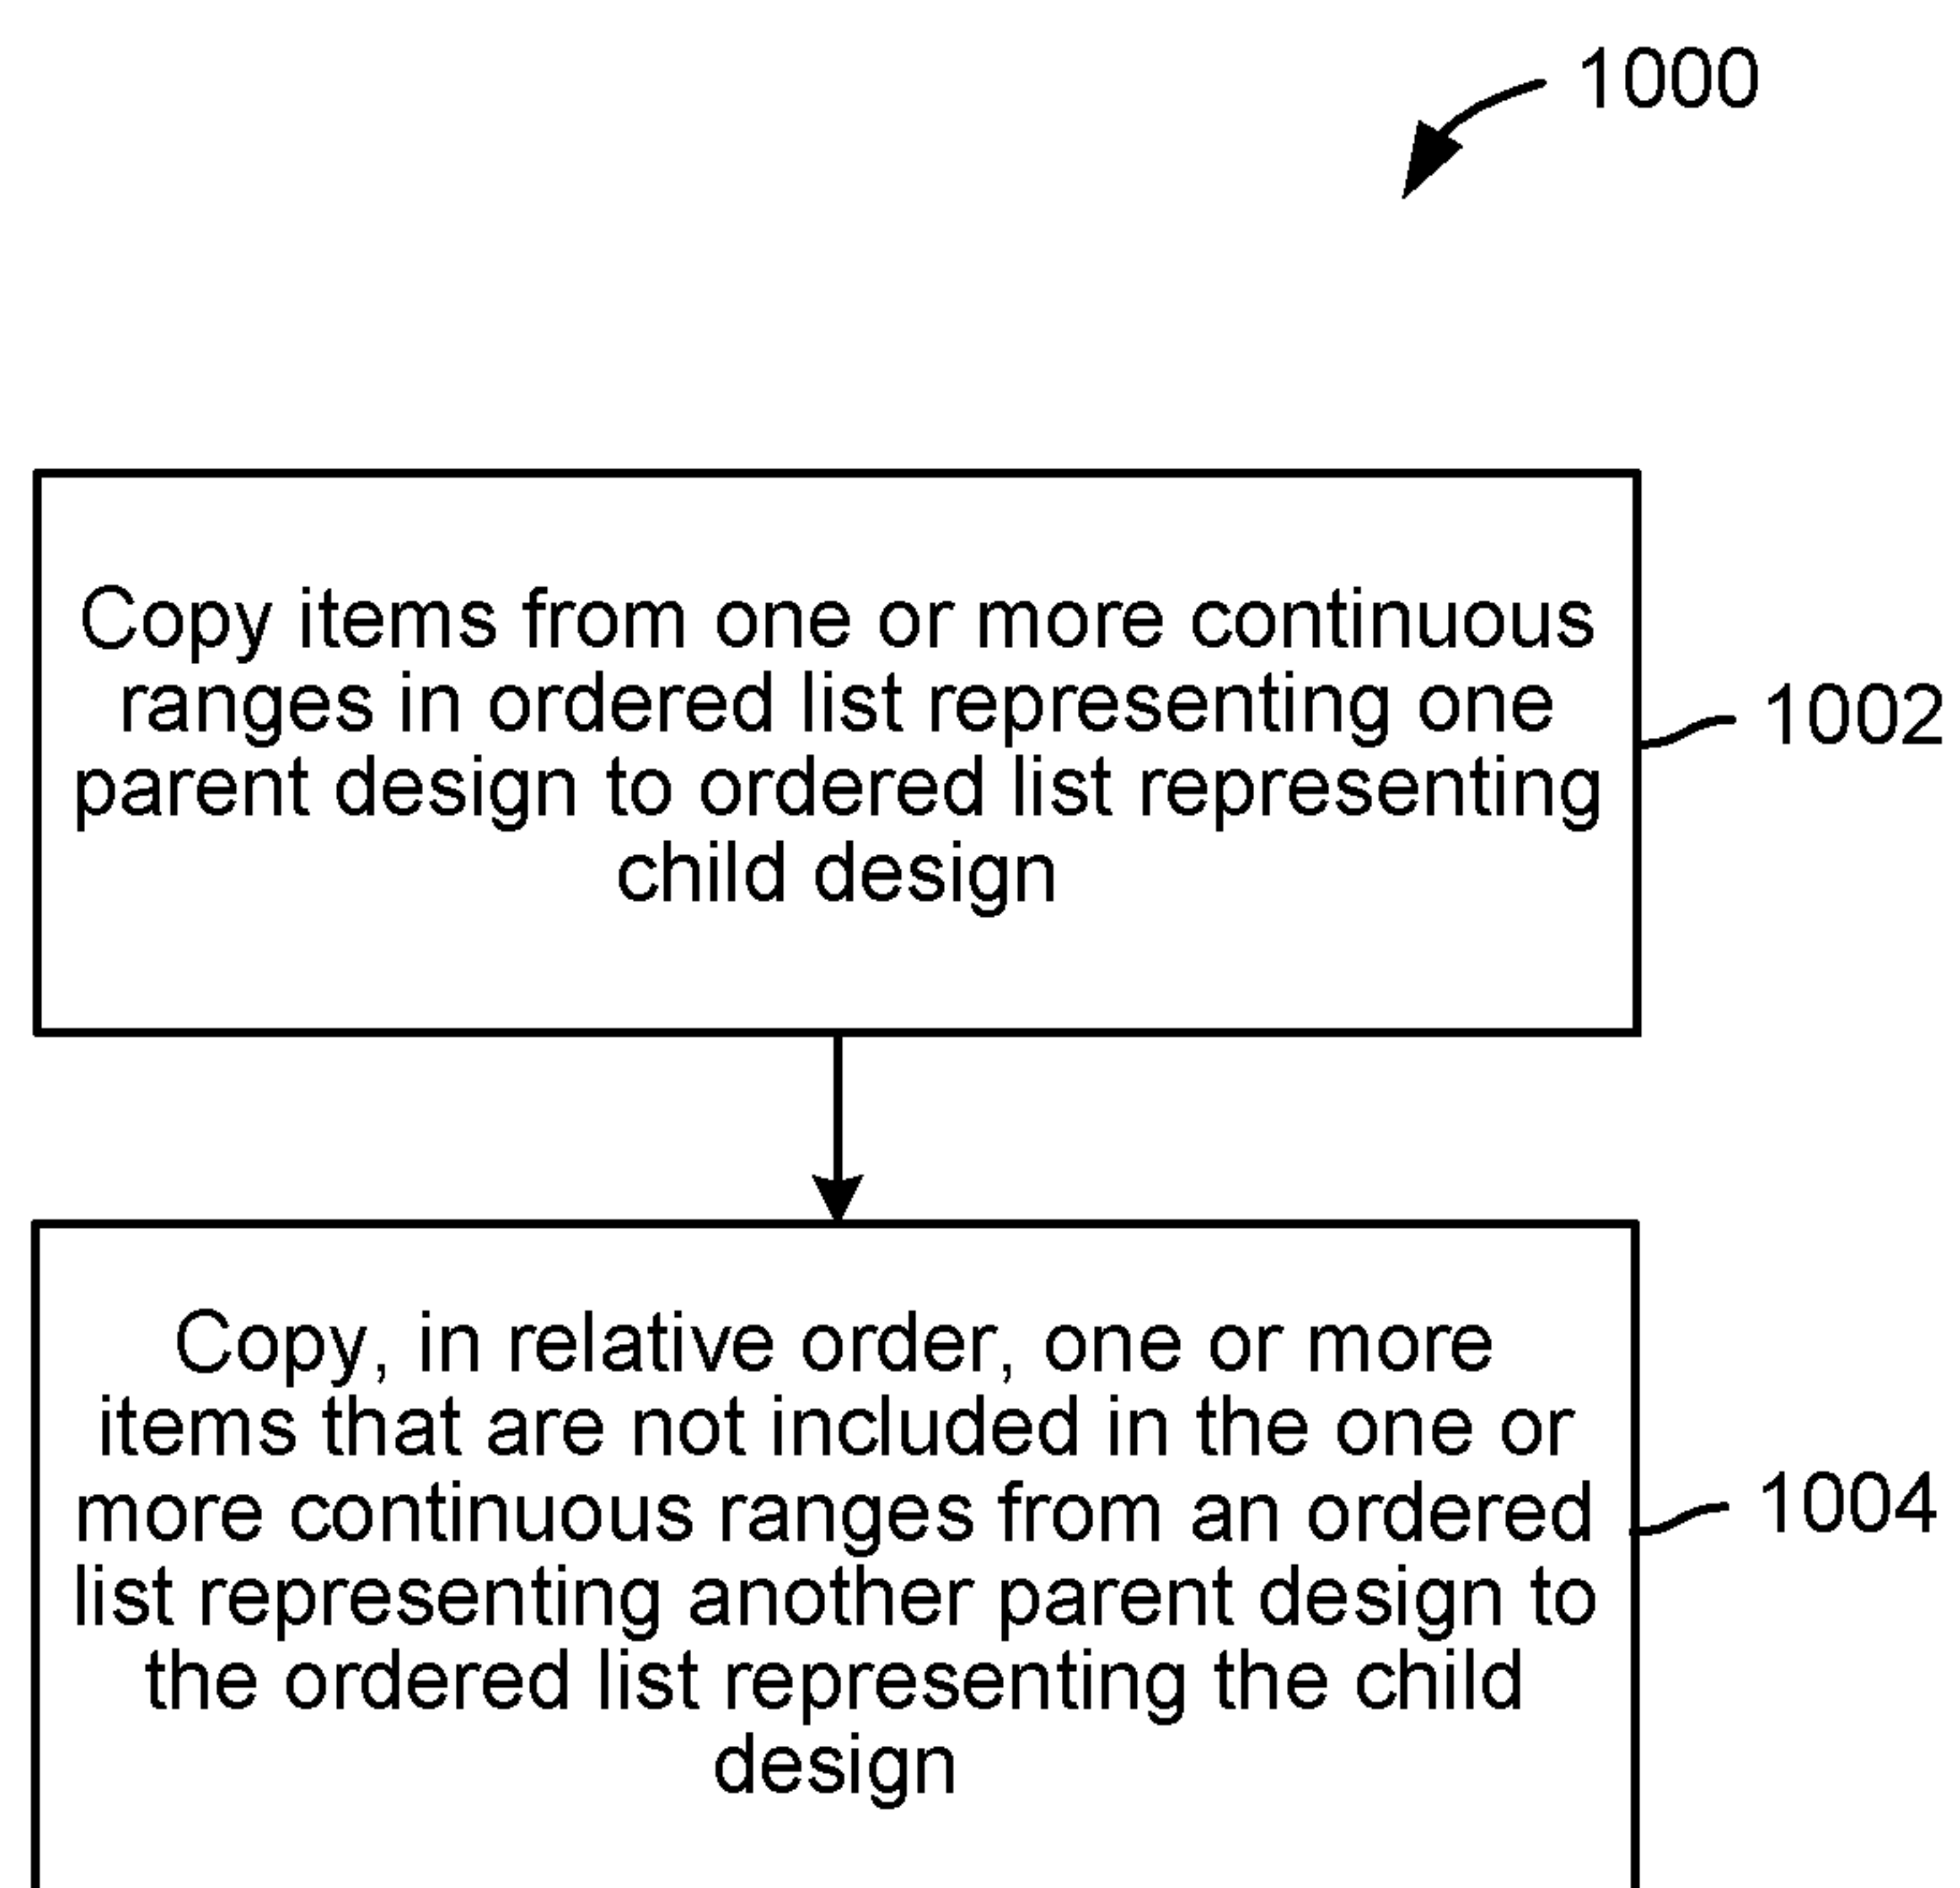 1000
Copy items from one or more continuous
ranges in ordered list representing one
parent design to ordered list representing
child design
1002
Copy, in relative order, one or more
items that are not included in the one or
more continuous ranges from an ordered
list representing another parent design to
the ordered list representing the child
design
1004